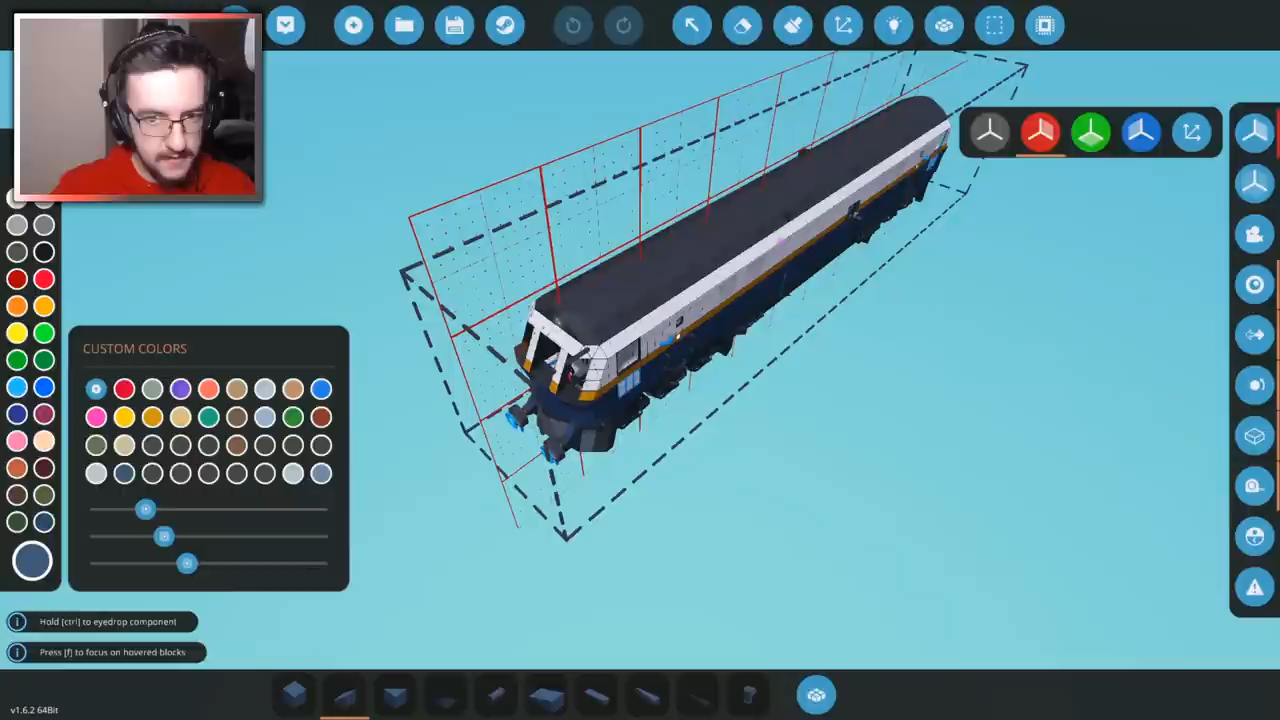 CUSTOM COLORS
Hold [ctrl] to eyedrop component
Press [f] to focus on hovered blocks
v1.6.2 64Bit